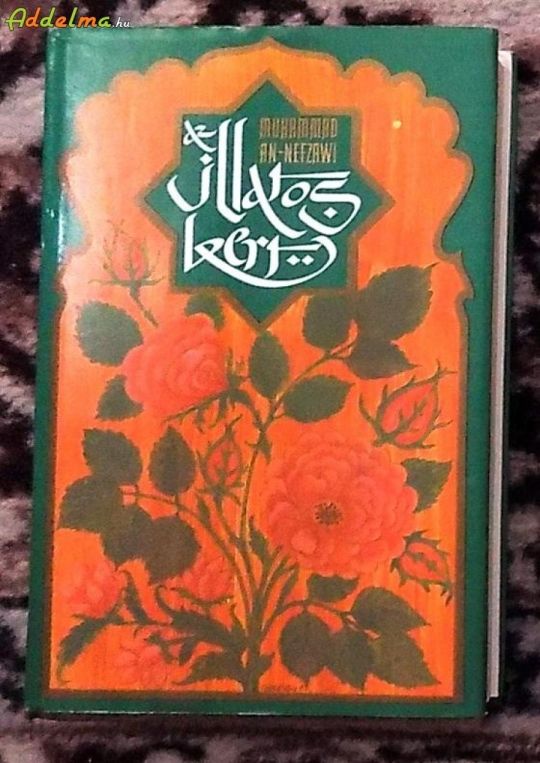 Addelma.hu
MUHAMMAD
AN-NEFZAWI
az
illatos
kert